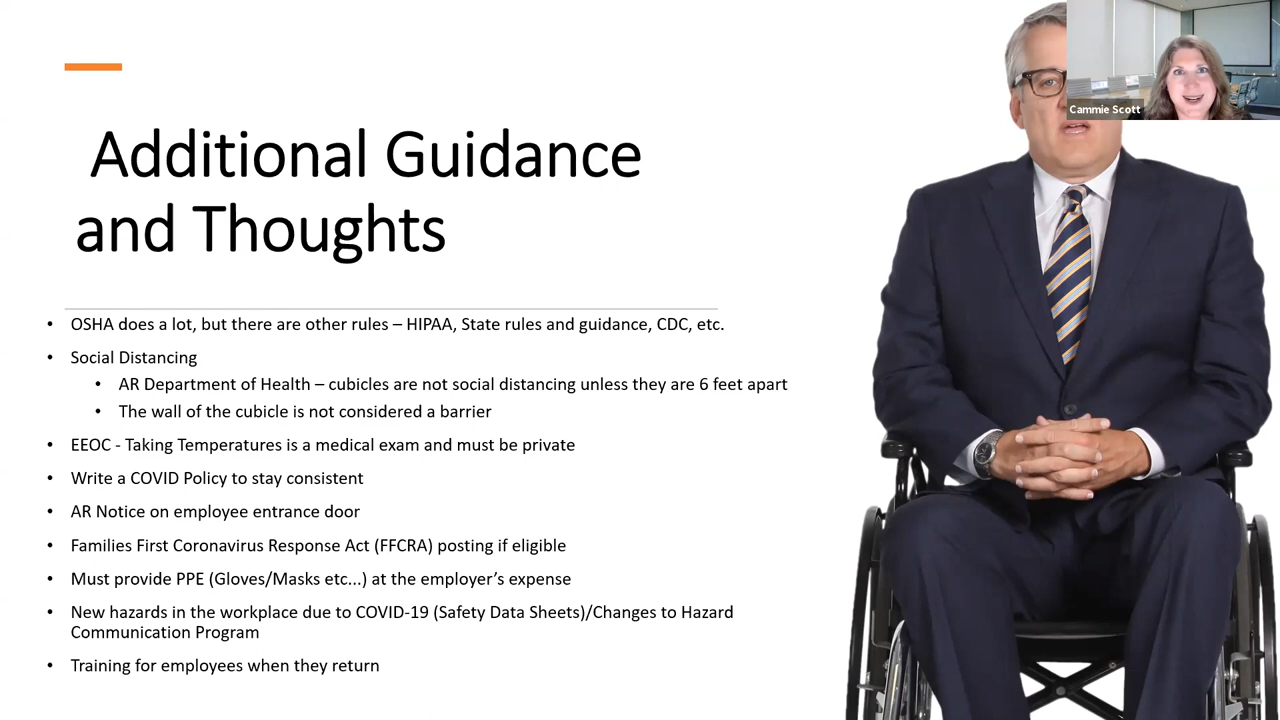 Cammie Scott
Additional Guidance
and Thoughts
• OSHA does a lot, but there are other rules – HIPAA, State rules and guidance, CDC, etc.
• Social Distancing
• AR Department of Health – cubicles are not social distancing unless they are 6 feet apart
• The wall of the cubicle is not considered a barrier
• EEOC - Taking Temperatures is a medical exam and must be private
• Write a COVID Policy to stay consistent
• AR Notice on employee entrance door
• Families First Coronavirus Response Act (FFCRA) posting if eligible
• Must provide PPE (Gloves/Masks etc...) at the employer’s expense
• New hazards in the workplace due to COVID-19 (Safety Data Sheets)/Changes to Hazard
Communication Program
• Training for employees when they return